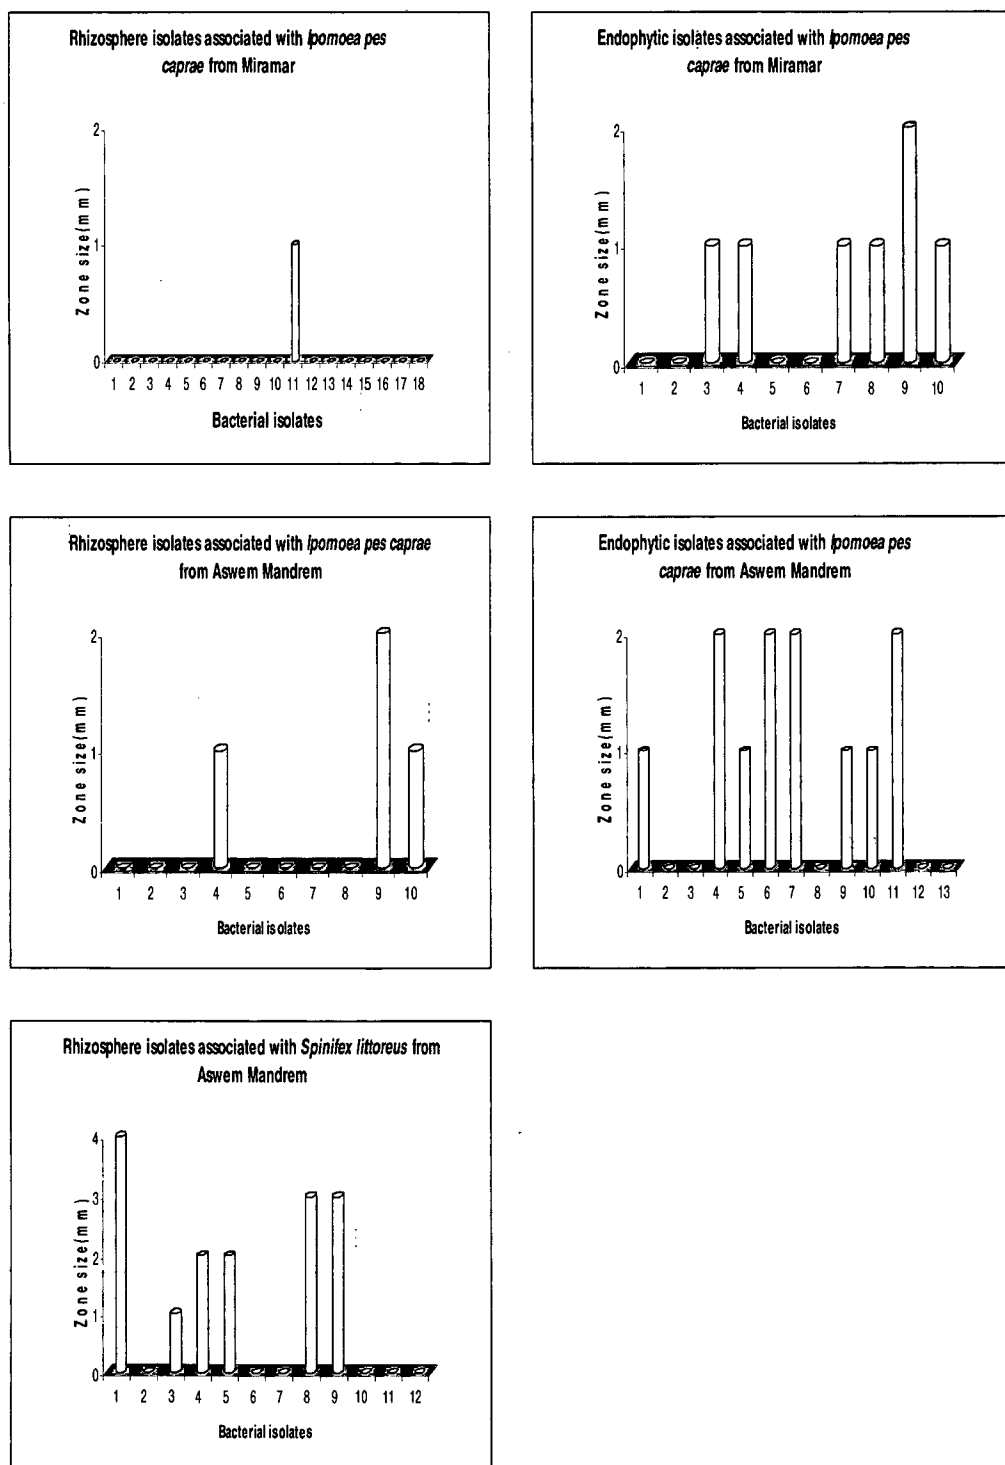 Rhizosphere isolates associated with Ipomoea pes
caprae from Miramar
Zone size(mm)
2
1
0
1 2 3 4 5 6 7 8 9 10 11 12 13 14 15 16 17 18
Bacterial isolates
Endophytic isolates associated with Ipomoea pes
caprae from Miramar
Zone size(mm)
2
1
0
1 2 3 4 5 6 7 8 9 10
Bacterial isolates
Rhizosphere isolates associated with Ipomoea pes caprae
from Aswem Mandrem
Zone size(mm)
2
1
0
1 2 3 4 5 6 7 8 9 10
Bacterial isolates
Endophytic isolates associated with Ipomoea pes
caprae from Aswem Mandrem
Zone size(mm)
2
1
0
1 2 3 4 5 6 7 8 9 10 11 12 13
Bacterial isolates
Rhizosphere isolates associated with Spinifex littoreus from
Aswem Mandrem
Zone size(mm)
4
3
2
1
0
1 2 3 4 5 6 7 8 9 10 11 12
Bacterial isolates